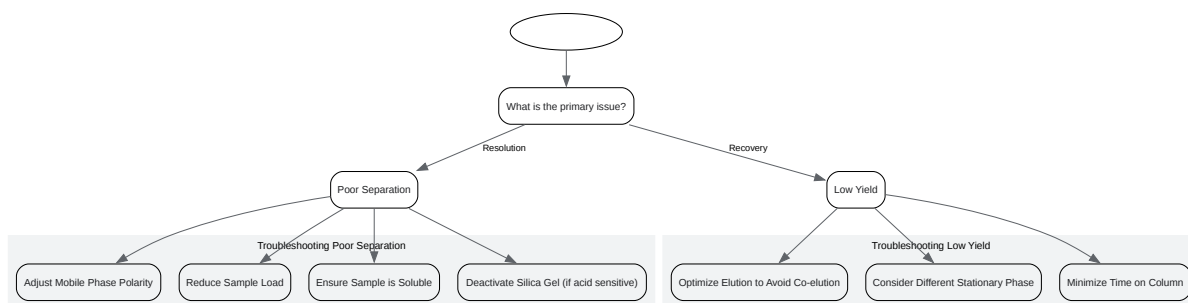 What is the primary issue?
Resolution
Recovery
Poor Separation
Low Yield
Troubleshooting Poor Separation
Troubleshooting Low Yield
Adjust Mobile Phase Polarity
Reduce Sample Load
Ensure Sample is Soluble
Deactivate Silica Gel (if acid sensitive)
Optimize Elution to Avoid Co-elution
Consider Different Stationary Phase
Minimize Time on Column